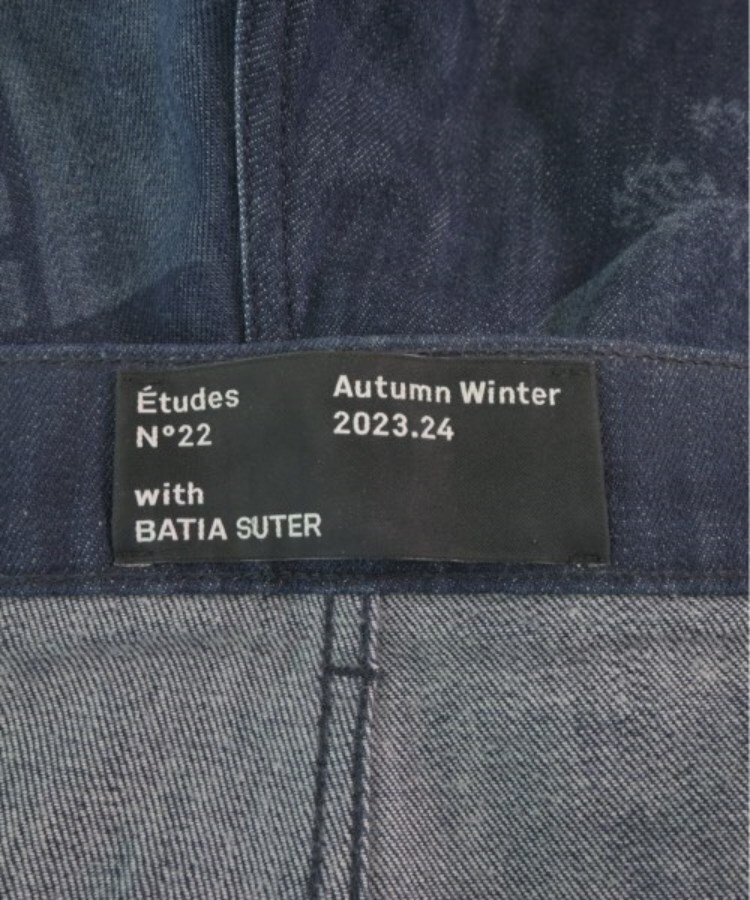 Études
N°22
Autumn Winter
2023.24
with
BATIA SUTER